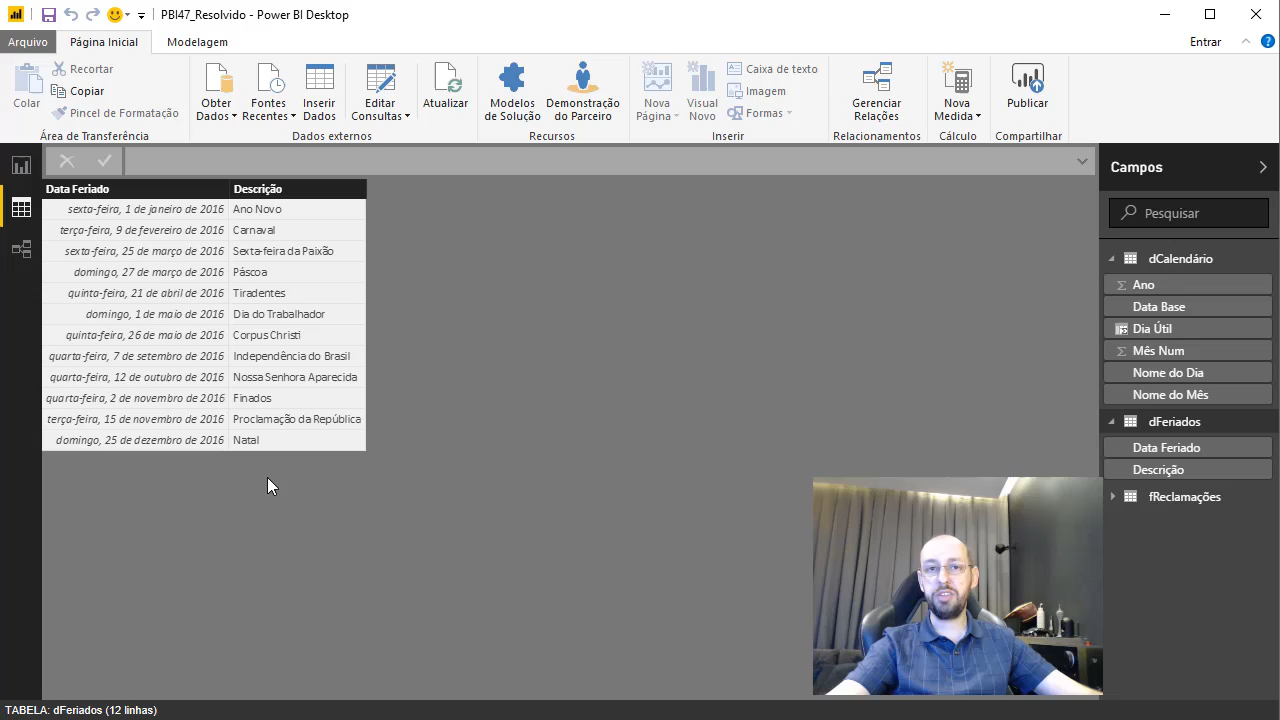 PBI47_Resolvido - Power BI Desktop
Arquivo
Página Inicial
Modelagem
Entrar
Colar
Recortar
Copiar
Pincel de Formatação
Área de Transferência
Obter
Dados
Fontes
Recentes
Inserir
Dados
Editar
Consultas
Dados externos
Atualizar
Modelos
de Solução
Demonstração
do Parceiro
Recursos
Nova
Página
Visual
Novo
Caixa de texto
Imagem
Formas
Inserir
Gerenciar
Relações
Relacionamentos
Nova
Medida
Cálculo
Publicar
Compartilhar
Data Feriado Descrição
sexta-feira, 1 de janeiro de 2016 Ano Novo
terça-feira, 9 de fevereiro de 2016 Carnaval
sexta-feira, 25 de março de 2016 Sexta-feira da Paixão
domingo, 27 de março de 2016 Páscoa
quinta-feira, 21 de abril de 2016 Tiradentes
domingo, 1 de maio de 2016 Dia do Trabalhador
quinta-feira, 26 de maio de 2016 Corpus Christi
quarta-feira, 7 de setembro de 2016 Independência do Brasil
quarta-feira, 12 de outubro de 2016 Nossa Senhora Aparecida
quarta-feira, 2 de novembro de 2016 Finados
terça-feira, 15 de novembro de 2016 Proclamação da República
domingo, 25 de dezembro de 2016 Natal
Campos
Pesquisar
dCalendário
Ano
Data Base
Dia Útil
Mês Num
Nome do Dia
Nome do Mês
dFeriados
Data Feriado
Descrição
fReclamações
TABELA: dFeriados (12 linhas)